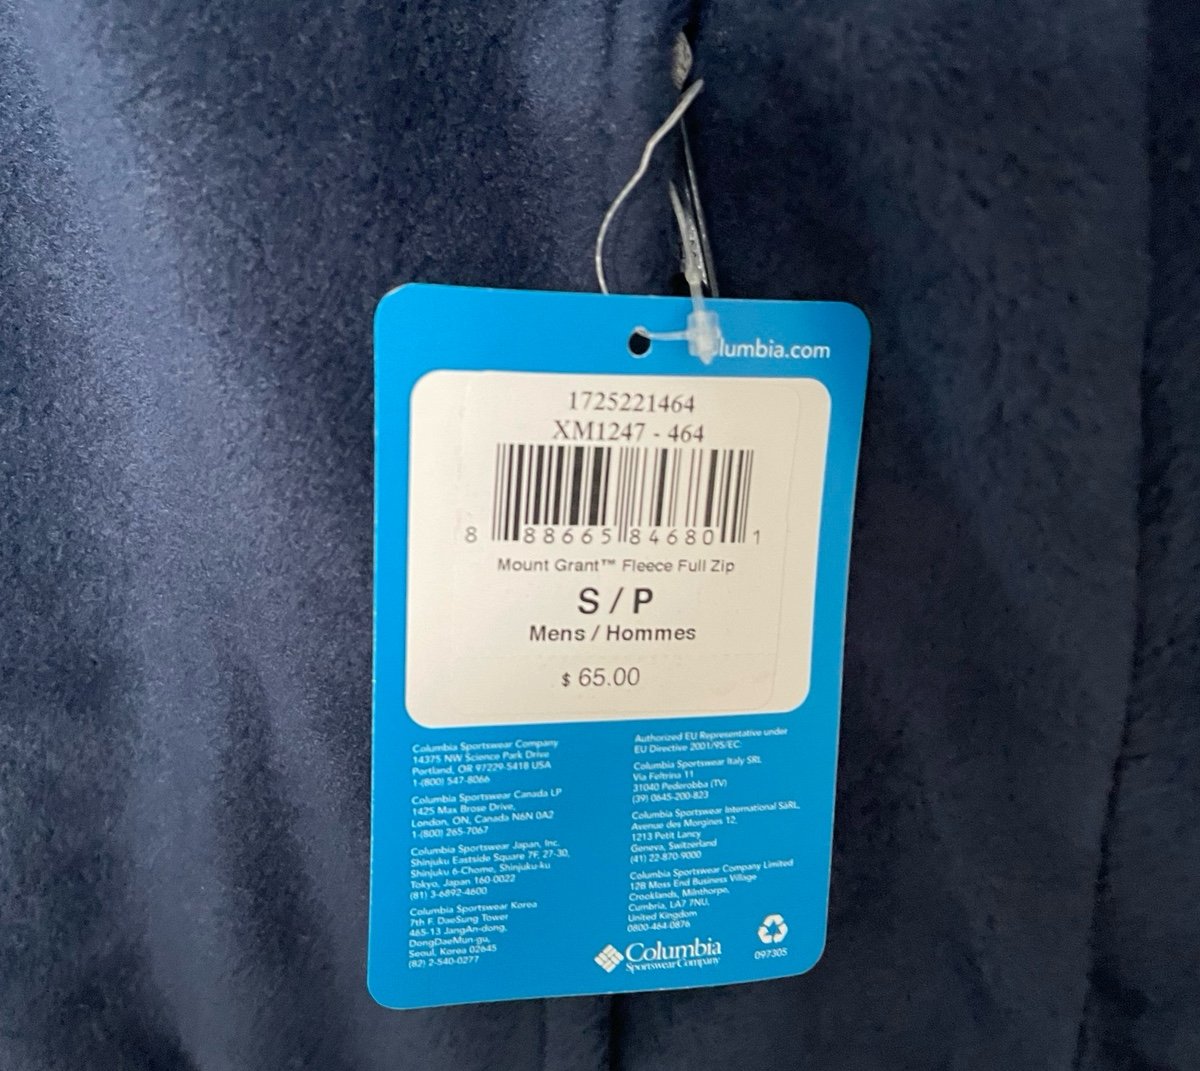 lumbia.com
1725221464
XM1247 - 464
8 88665 84680 1
Mount Grant™ Fleece Full Zip
S / P
Mens / Hommes
$ 65.00
Columbia Sportswear Company
14375 NW Science Park Drive
Portland, OR 97229-5418 USA
1-(800) 547-8066
Columbia Sportswear Canada LP
1425 Max Brose Drive,
London, ON, Canada N6N 0A2
1-(800) 265-7067
Columbia Sportswear Japan, Inc.
Shinjuku Eastside Square 7F, 27-30,
Shinjuku 6-Chome, Shinjuku-ku
Tokyo, Japan 160-0022
(81) 3-6892-4600
Columbia Sportswear Korea
7th F. DaeSung Tower
465-13 JangAn-dong,
DongDaeMun-gu,
Seoul, Korea 02645
(82) 2-540-0277
Authorized EU Representative under
EU Directive 2001/95/EC:
Columbia Sportswear Italy SRL
Via Feltrina 11
31040 Pederobba (TV)
(39) 0645-200-823
Columbia Sportswear International SàRL,
Avenue des Morgines 12,
1213 Petit Lancy
Geneva, Switzerland
(41) 22-870-9000
Columbia Sportswear Company Limited
12B Moss End Business Village
Crooklands, Milnthorpe,
Cumbria, LA7 7NU,
United Kingdom
0800-464-0876
Columbia
Sportswear Company
097305